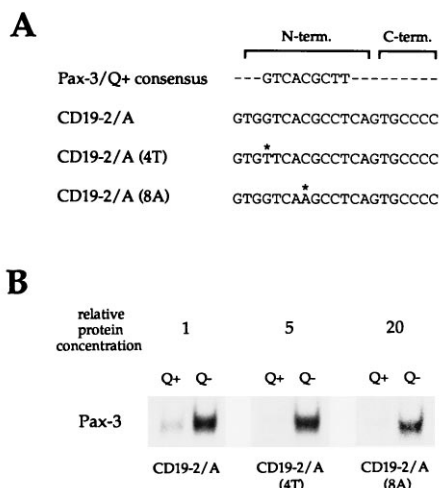 A
N-term. C-term.
Pax-3/Q+ consensus ---GTCACGCTT-------
CD19-2/A GTGGTCACGCCTCAGTGCCCC
CD19-2/A (4T) GTGTTCACGCCTCAGTGCCCC
*
CD19-2/A (8A) GTGGTCAAGCCTCAGTGCCCC
*
B
relative
protein
concentration
1 5 20
Q+ Q- Q+ Q- Q+ Q-
Pax-3
CD19-2/A CD19-2/A CD19-2/A
(4T) (8A)